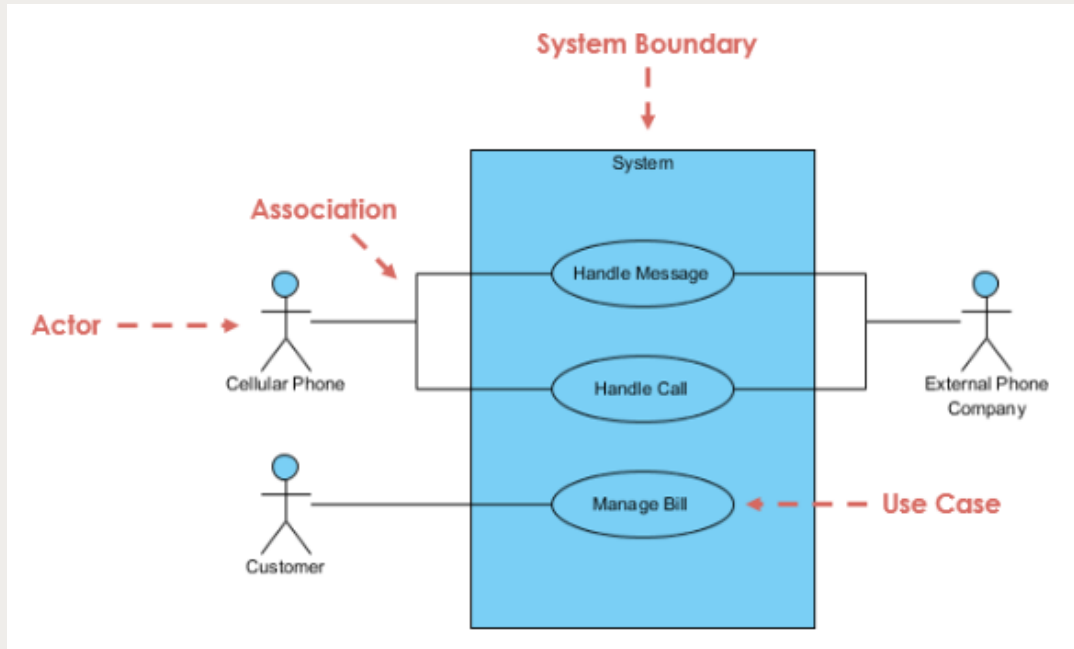 System Boundary
System
Association
Handle Message
Actor
Cellular Phone
Handle Call
External Phone
Company
Manage Bill
Use Case
Customer